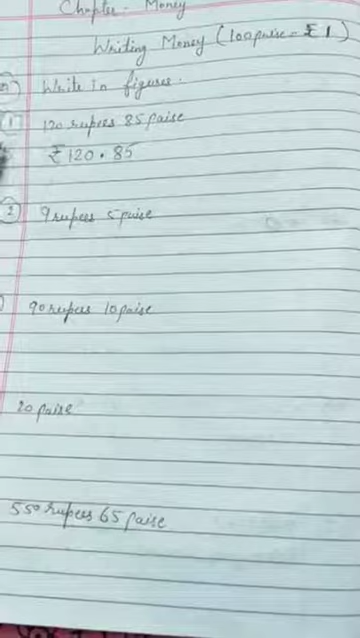 Chapter - Money
Writing Money (100 paise = ₹ 1)
Write in figures.
1 120 rupees 85 paise
₹120.85
2 9 rupees 5 paise
90 rupees 10 paise
20 paise
550 rupees 65 paise